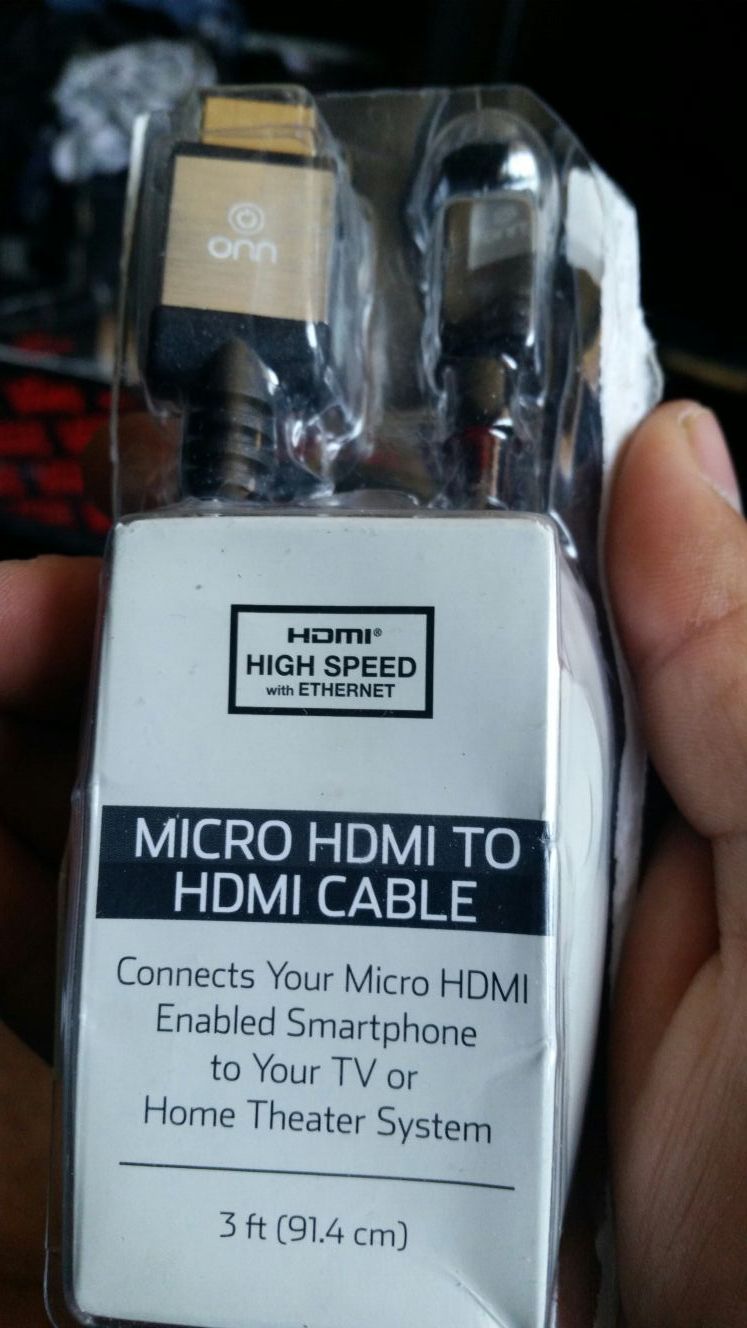 onn
onn
HDMI®
HIGH SPEED
with ETHERNET
MICRO HDMI TO
HDMI CABLE
Connects Your Micro HDMI
Enabled Smartphone
to Your TV or
Home Theater System
3 ft (91.4 cm)